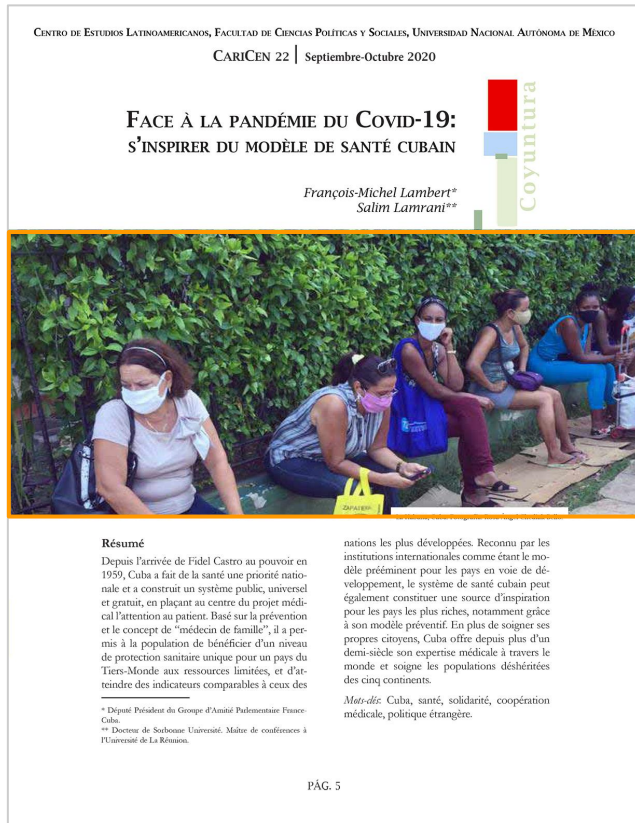 CENTRO DE ESTUDIOS LATINOAMERICANOS, FACULTAD DE CIENCIAS POLÍTICAS Y SOCIALES, UNIVERSIDAD NACIONAL AUTÓNOMA DE MÉXICO
CARICEN 22 | Septiembre-Octubre 2020
FACE À LA PANDÉMIE DU COVID-19:
S'INSPIRER DU MODÈLE DE SANTÉ CUBAIN
Coyuntura
François-Michel Lambert*
Salim Lamrani**
Résumé
Depuis l'arrivée de Fidel Castro au pouvoir en
1959, Cuba a fait de la santé une priorité natio-
nale et a construit un système public, universel
et gratuit, en plaçant au centre du projet médi-
cal l'attention au patient. Basé sur la prévention
et le concept de "médecin de famille", il a per-
mis à la population de bénéficier d'un niveau
de protection sanitaire unique pour un pays du
Tiers-Monde aux ressources limitées, et d'at-
teindre des indicateurs comparables à ceux des
* Député Président du Groupe d'Amitié Parlementaire France-
Cuba.
** Docteur de Sorbonne Université. Maître de conférences à
l'Université de La Réunion.
nations les plus développées. Reconnu par les
institutions internationales comme étant le mo-
dèle prééminent pour les pays en voie de dé-
veloppement, le système de santé cubain peut
également constituer une source d'inspiration
pour les pays les plus riches, notamment grâce
à son modèle préventif. En plus de soigner ses
propres citoyens, Cuba offre depuis plus d'un
demi-siècle son expertise médicale à travers le
monde et soigne les populations déshéritées
des cinq continents.
Mots-clés: Cuba, santé, solidarité, coopération
médicale, politique étrangère.
PÁG. 5